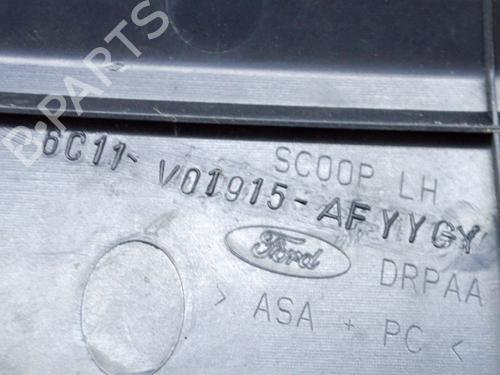 B-PARTS
SCOOP LH
6C11- V01915- AFYYGY
Ford
DRPAA
> ASA + PC <